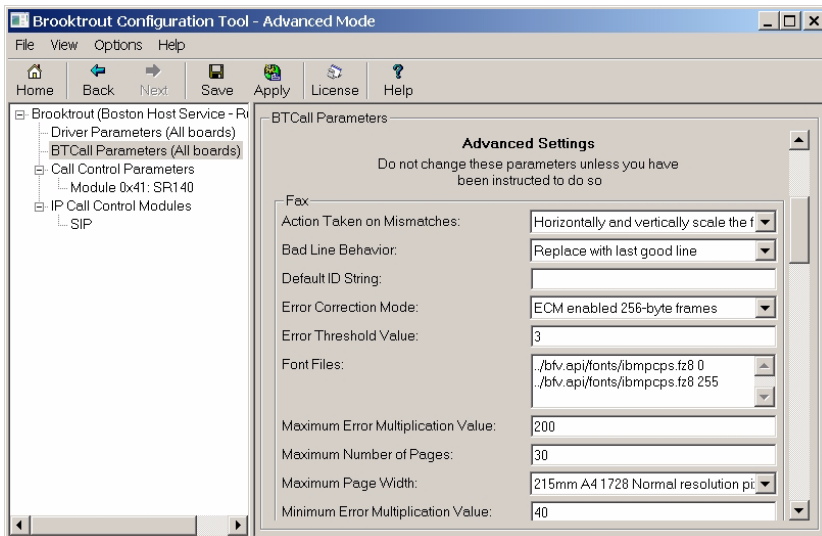 Brooktrout Configuration Tool - Advanced Mode
File View Options Help
Home Back Next Save Apply License Help
Brooktrout (Boston Host Service - R
Driver Parameters (All boards)
BTCall Parameters (All boards)
Call Control Parameters
Module 0x41: SR140
IP Call Control Modules
SIP
BTCall Parameters
Advanced Settings
Do not change these parameters unless you have
been instructed to do so
Fax
Action Taken on Mismatches: Horizontally and vertically scale the f
Bad Line Behavior: Replace with last good line
Default ID String:
Error Correction Mode: ECM enabled 256-byte frames
Error Threshold Value: 3
Font Files: ../bfv.api/fonts/ibmpcps.fz8 0
../bfv.api/fonts/ibmpcps.fz8 255
Maximum Error Multiplication Value: 200
Maximum Number of Pages: 30
Maximum Page Width: 215mm A4 1728 Normal resolution pi
Minimum Error Multiplication Value: 40